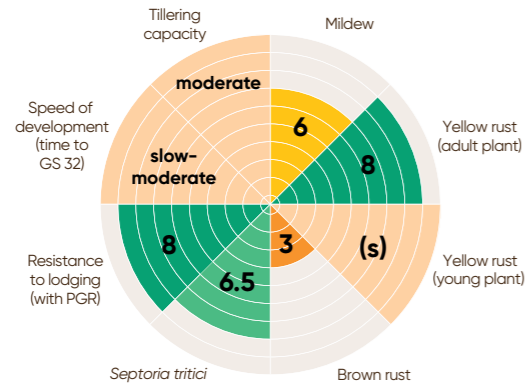 Tillering
capacity
Mildew
moderate
6
Speed of
development
(time to
GS 32)
Yellow rust
(adult plant)
8
slow-
moderate
8
3
(s)
Resistance
to lodging
(with PGR)
6.5
Yellow rust
(young plant)
Septoria tritici
Brown rust